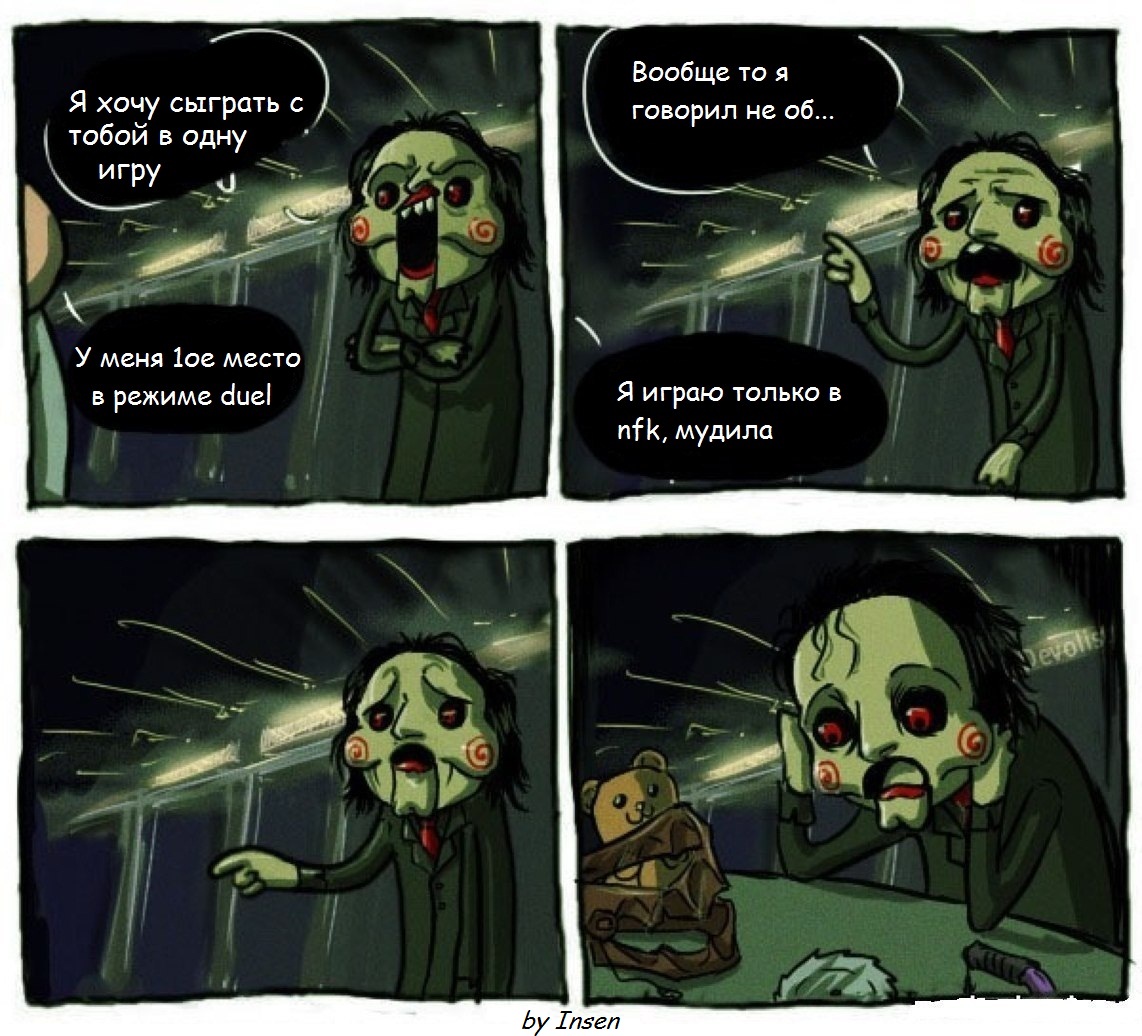 Я хочу сыграть с
тобой в одну
игру
У меня 1ое место
в режиме duel
Вообще то я
говорил не об...
Я играю только в
nfk, мудила
Devolis
by Insen